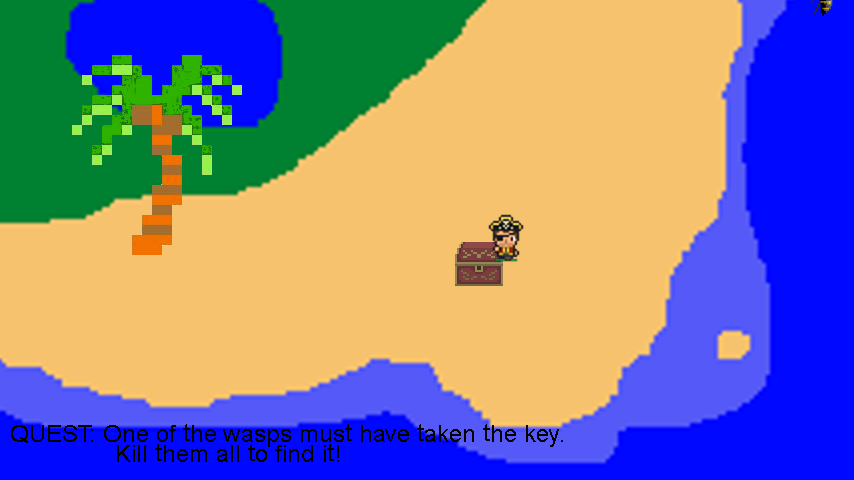 QUEST: One of the wasps must have taken the key.
Kill them all to find it!